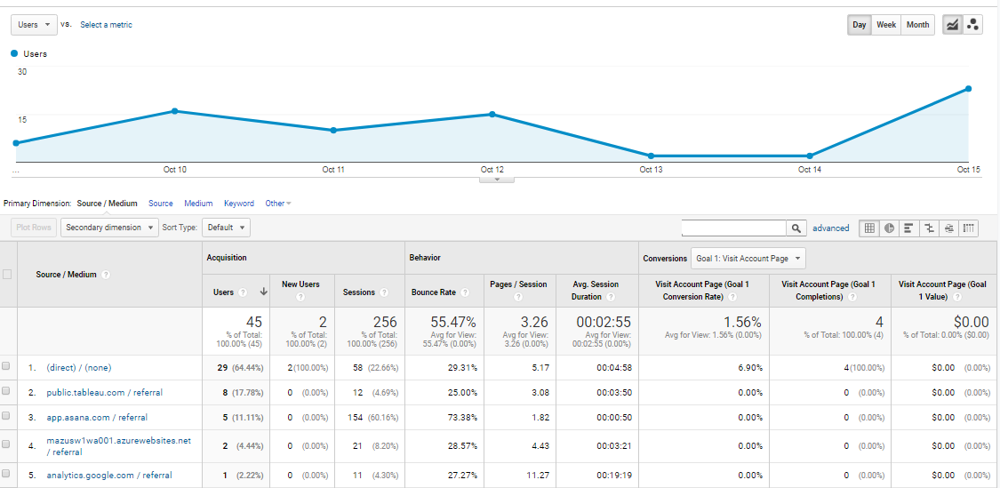 Users vs. Select a metric Day Week Month
Users
30
15
... Oct 10 Oct 11 Oct 12 Oct 13 Oct 14 Oct 15
Primary Dimension: Source / Medium Source Medium Keyword Other
Plot Rows Secondary dimension Sort Type: Default advanced
Source / Medium ?
Acquisition Behavior Conversions Goal 1: Visit Account Page
Users ? New Users ? Sessions ? Bounce Rate ? Pages / Session ? Avg. Session Duration ? Visit Account Page (Goal 1 Conversion Rate) ? Visit Account Page (Goal 1 Completions) ? Visit Account Page (Goal 1 Value) ?
45 2 256 55.47% 3.26 00:02:55 1.56% 4 $0.00
% of Total: 100.00% (45) % of Total: 100.00% (2) % of Total: 100.00% (256) Avg for View: 55.47% (0.00%) Avg for View: 3.26 (0.00%) Avg for View: 00:02:55 (0.00%) Avg for View: 1.56% (0.00%) % of Total: 100.00% (4) % of Total: 0.00% ($0.00)
1. (direct) / (none) 29 (64.44%) 2(100.00%) 58 (22.66%) 29.31% 5.17 00:04:58 6.90% 4(100.00%) $0.00 (0.00%)
2. public.tableau.com / referral 8 (17.78%) 0 (0.00%) 12 (4.69%) 25.00% 3.08 00:03:50 0.00% 0 (0.00%) $0.00 (0.00%)
3. app.asana.com / referral 5 (11.11%) 0 (0.00%) 154 (60.16%) 73.38% 1.82 00:00:50 0.00% 0 (0.00%) $0.00 (0.00%)
4. mazusw1wa001.azurewebsites.net / referral 2 (4.44%) 0 (0.00%) 21 (8.20%) 28.57% 4.43 00:03:21 0.00% 0 (0.00%) $0.00 (0.00%)
5. analytics.google.com / referral 1 (2.22%) 0 (0.00%) 11 (4.30%) 27.27% 11.27 00:19:19 0.00% 0 (0.00%) $0.00 (0.00%)